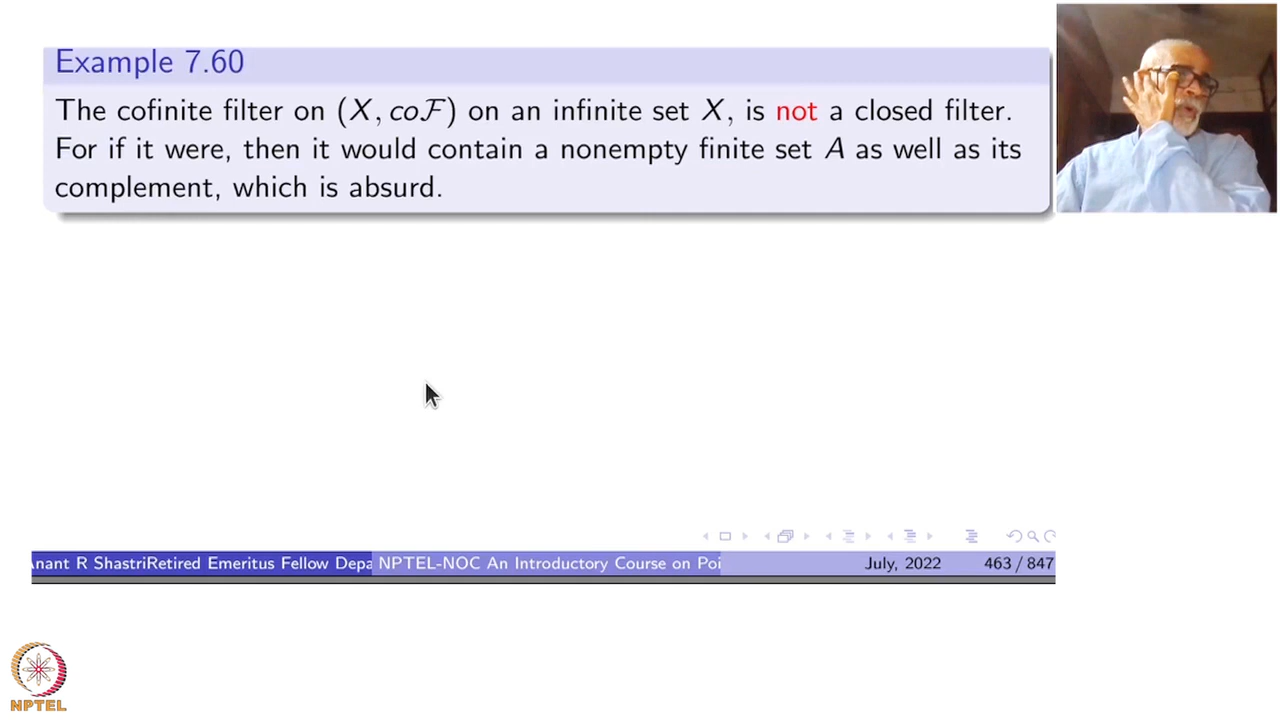 Example 7.60
The cofinite filter on (X, coℱ) on an infinite set X, is not a closed filter.
For if it were, then it would contain a nonempty finite set A as well as its
complement, which is absurd.
Anant R ShastriRetired Emeritus Fellow Depa NPTEL-NOC An Introductory Course on Poi July, 2022 463 / 847
NPTEL